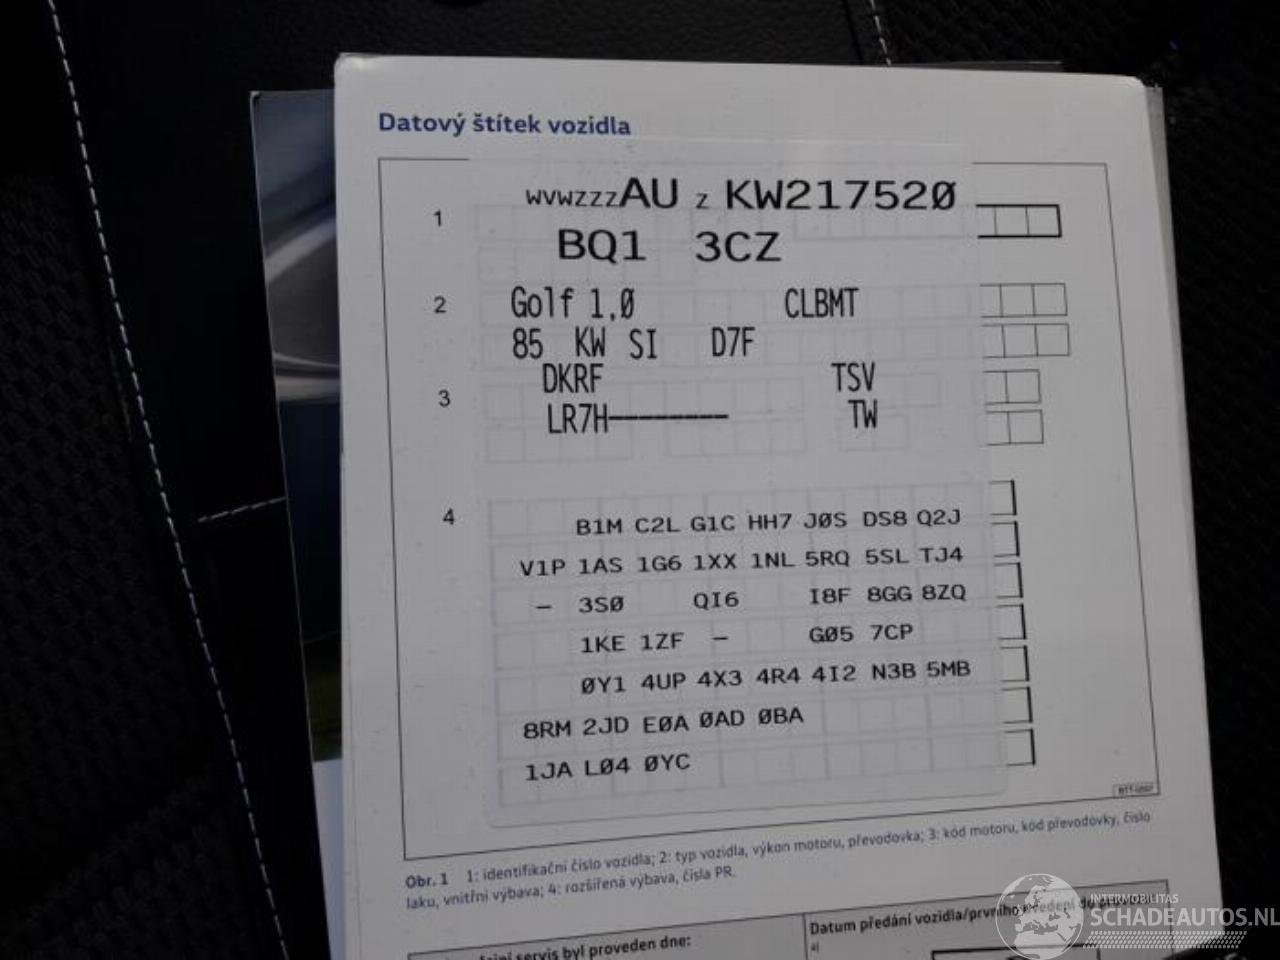 Datový štítek vozidla
1
WVWZZZAU Z KW217520
BQ1 3CZ
2
Golf 1,0 CLBMT
85 KW SI D7F
3
DKRF TSV
LR7H-------- TW
4
B1M C2L G1C HH7 J0S DS8 Q2J
V1P 1AS 1G6 1XX 1NL 5RQ 5SL TJ4
- 3S0 QI6 I8F 8GG 8ZQ
1KE 1ZF - G05 7CP
0Y1 4UP 4X3 4R4 4I2 N3B 5MB
8RM 2JD E0A 0AD 0BA
1JA L04 0YC
Obr. 1 1: identifikační číslo vozidla; 2: typ vozidla, výkon motoru, převodovka; 3: kód motoru, kód převodovky, číslo
laku, vnitřní výbava; 4: rozšířená výbava, čísla PR.
servis byl proveden dne:
Datum předání vozidla/prvního
a)
INTERMOBILITAS
SCHADEAUTOS.NL